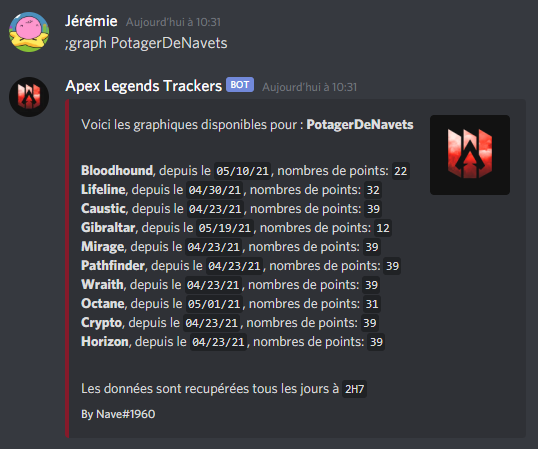 Jérémie Aujourd'hui à 10:31
;graph PotagerDeNavets
Apex Legends Trackers BOT Aujourd'hui à 10:31
Voici les graphiques disponibles pour : PotagerDeNavets
Bloodhound, depuis le 05/10/21, nombres de points: 22
Lifeline, depuis le 04/30/21, nombres de points: 32
Caustic, depuis le 04/23/21, nombres de points: 39
Gibraltar, depuis le 05/19/21, nombres de points: 12
Mirage, depuis le 04/23/21, nombres de points: 39
Pathfinder, depuis le 04/23/21, nombres de points: 39
Wraith, depuis le 04/23/21, nombres de points: 39
Octane, depuis le 05/01/21, nombres de points: 31
Crypto, depuis le 04/23/21, nombres de points: 39
Horizon, depuis le 04/23/21, nombres de points: 39
Les données sont recupérées tous les jours à 2H7
By Nave#1960